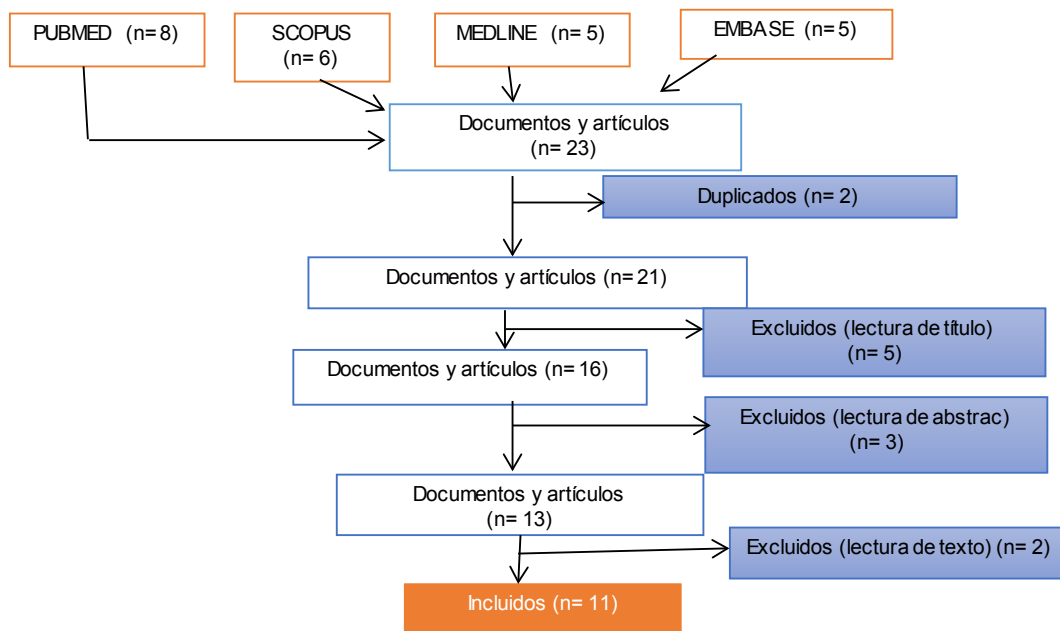 PUBMED (n= 8)
SCOPUS
(n= 6)
MEDLINE (n= 5)
EMBASE (n= 5)
Documentos y artículos
(n= 23)
Duplicados (n= 2)
Documentos y artículos (n= 21)
Excluidos (lectura de título)
(n= 5)
Documentos y artículos (n= 16)
Excluidos (lectura de abstrac)
(n= 3)
Documentos y artículos
(n= 13)
Excluidos (lectura de texto) (n= 2)
Incluidos (n= 11)